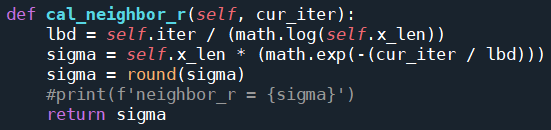 def cal_neighbor_r(self, cur_iter):
    lbd = self.iter / (math.log(self.x_len))
    sigma = self.x_len * (math.exp(-(cur_iter / lbd)))
    sigma = round(sigma)
    #print(f'neighbor_r = {sigma}')
    return sigma